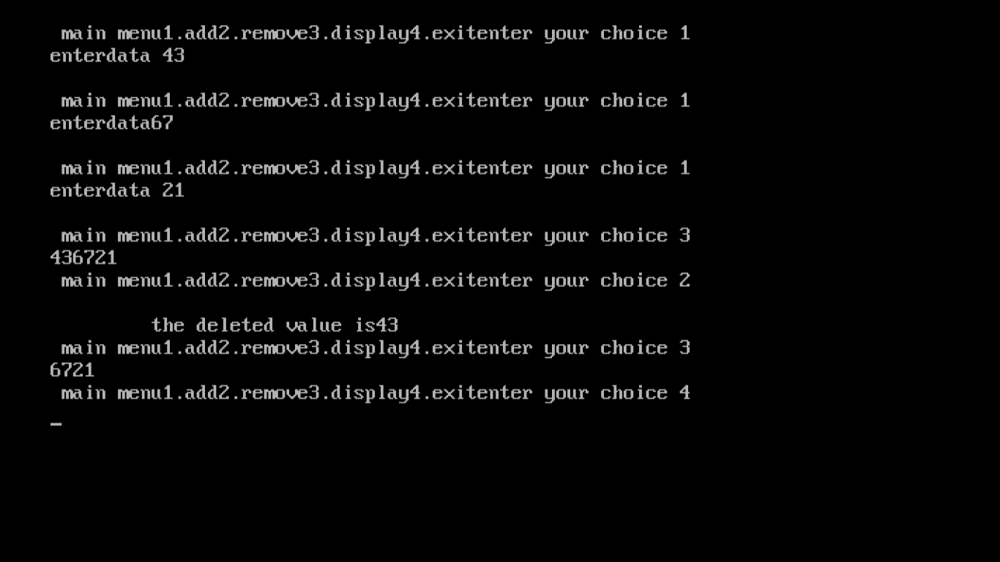 main menu1.add2.remove3.display4.exitenter your choice 1
enterdata 43
main menu1.add2.remove3.display4.exitenter your choice 1
enterdata67
main menu1.add2.remove3.display4.exitenter your choice 1
enterdata 21
main menu1.add2.remove3.display4.exitenter your choice 3
436721
main menu1.add2.remove3.display4.exitenter your choice 2
the deleted value is43
main menu1.add2.remove3.display4.exitenter your choice 3
6721
main menu1.add2.remove3.display4.exitenter your choice 4
_